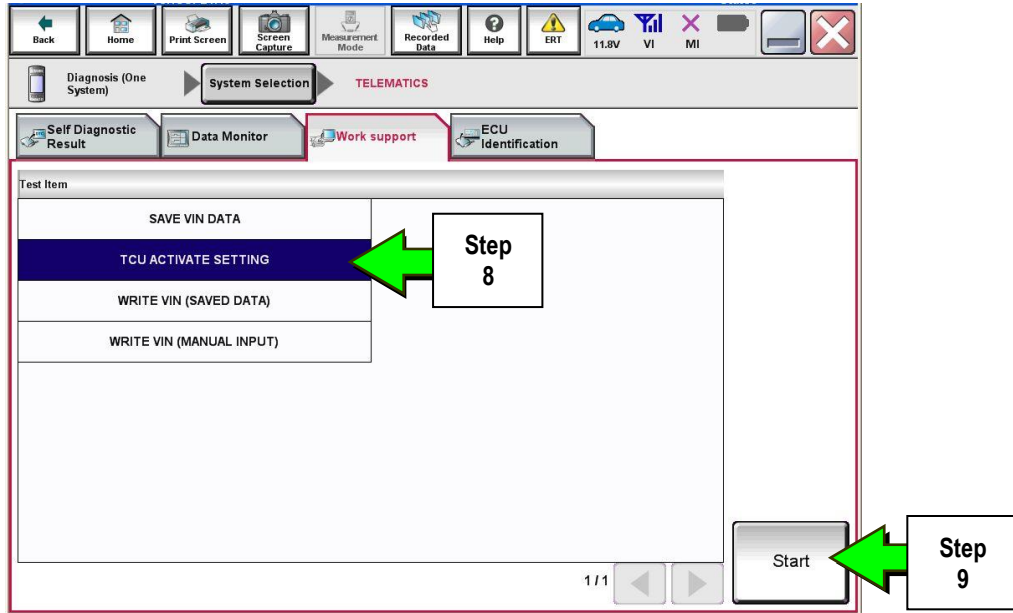 Back
Home
Print Screen
Screen
Capture
Measurement
Mode
Recorded
Data
Help
ERT
11.8V
VI
MI
Diagnosis (One
System)
System Selection
TELEMATICS
Self Diagnostic
Result
Data Monitor
Work support
ECU
Identification
Test Item
SAVE VIN DATA
TCU ACTIVATE SETTING
WRITE VIN (SAVED DATA)
WRITE VIN (MANUAL INPUT)
Step
8
1/1
Start
Step
9